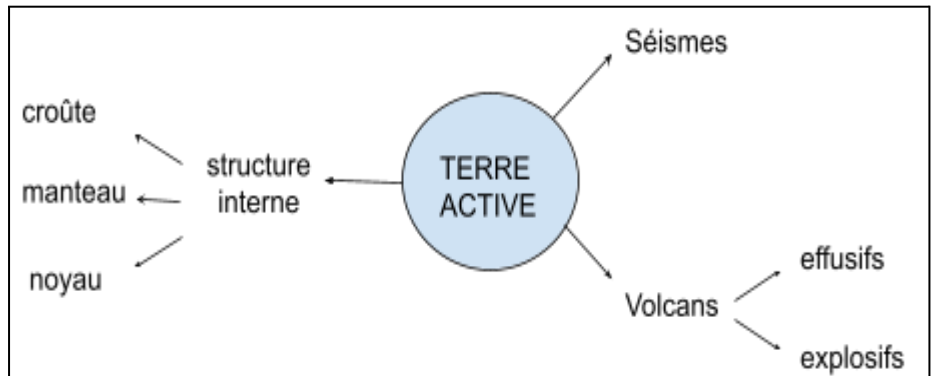 Séismes
croûte
structure
interne
manteau
noyau
TERRE
ACTIVE
Volcans
effusifs
explosifs